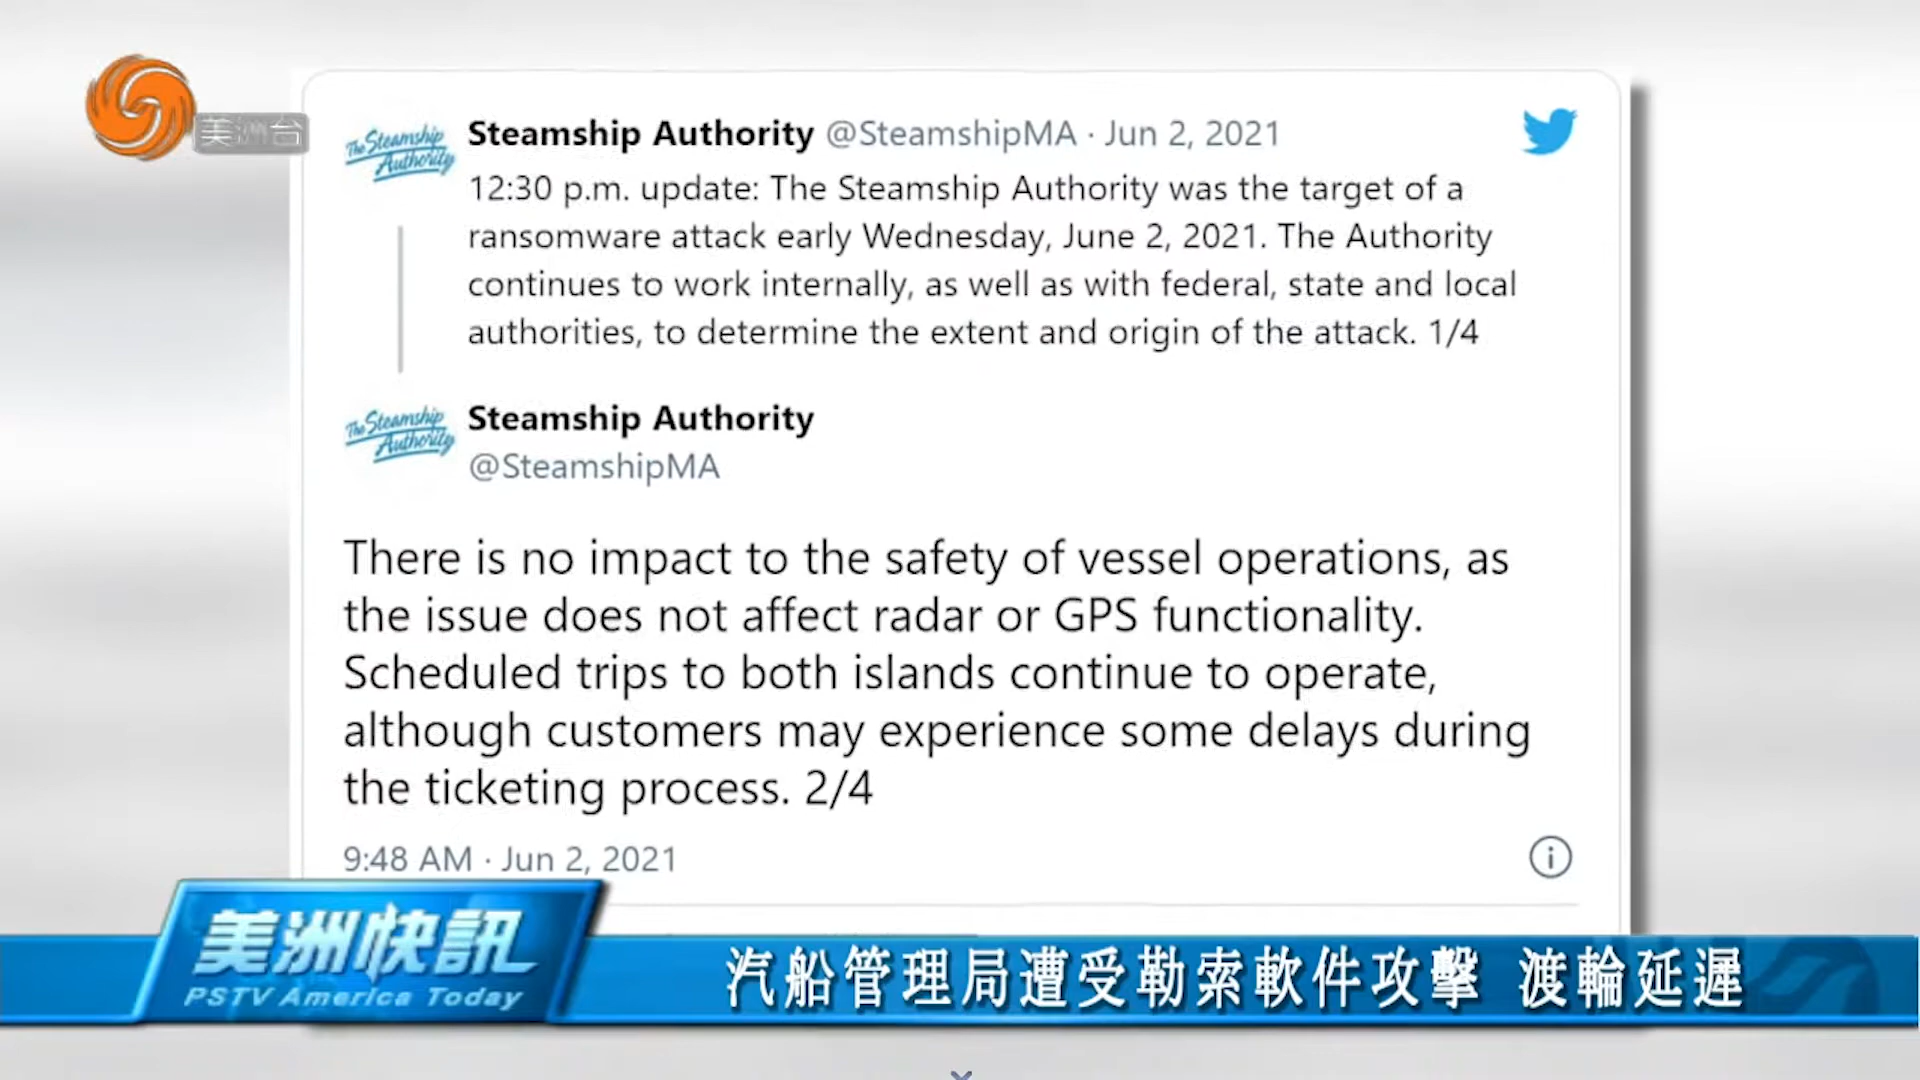 美洲台
The Steamship Authority
Steamship Authority @SteamshipMA · Jun 2, 2021
12:30 p.m. update: The Steamship Authority was the target of a
ransomware attack early Wednesday, June 2, 2021. The Authority
continues to work internally, as well as with federal, state and local
authorities, to determine the extent and origin of the attack. 1/4
The Steamship Authority
Steamship Authority
@SteamshipMA
There is no impact to the safety of vessel operations, as
the issue does not affect radar or GPS functionality.
Scheduled trips to both islands continue to operate,
although customers may experience some delays during
the ticketing process. 2/4
9:48 AM · Jun 2, 2021
美洲快訊
PSTV America Today
汽船管理局遭受勒索軟件攻擊 渡輪延遲